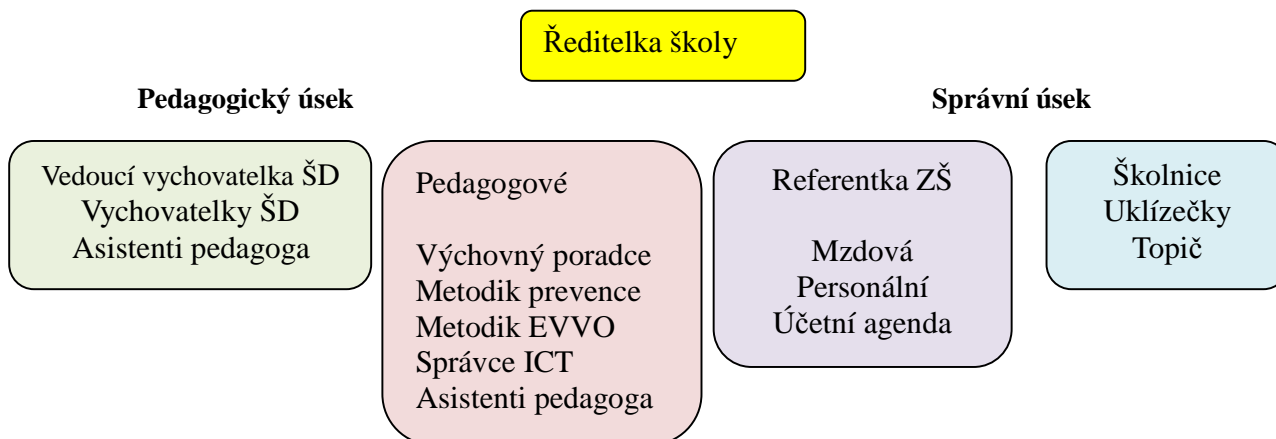 Ředitelka školy
Pedagogický úsek
Správní úsek
Vedoucí vychovatelka ŠD
Vychovatelky ŠD
Asistenti pedagoga
Pedagogové
Výchovný poradce
Metodik prevence
Metodik EVVO
Správce ICT
Asistenti pedagoga
Referentka ZŠ
Mzdová
Personální
Účetní agenda
Školnice
Uklízečky
Topič